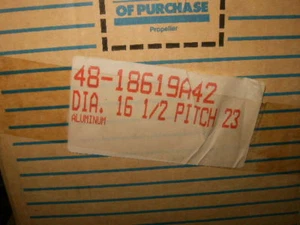 OF PURCHASE
Propeller
48-18619A42
DIA. 16 1/2 PITCH 23
ALUMINUM